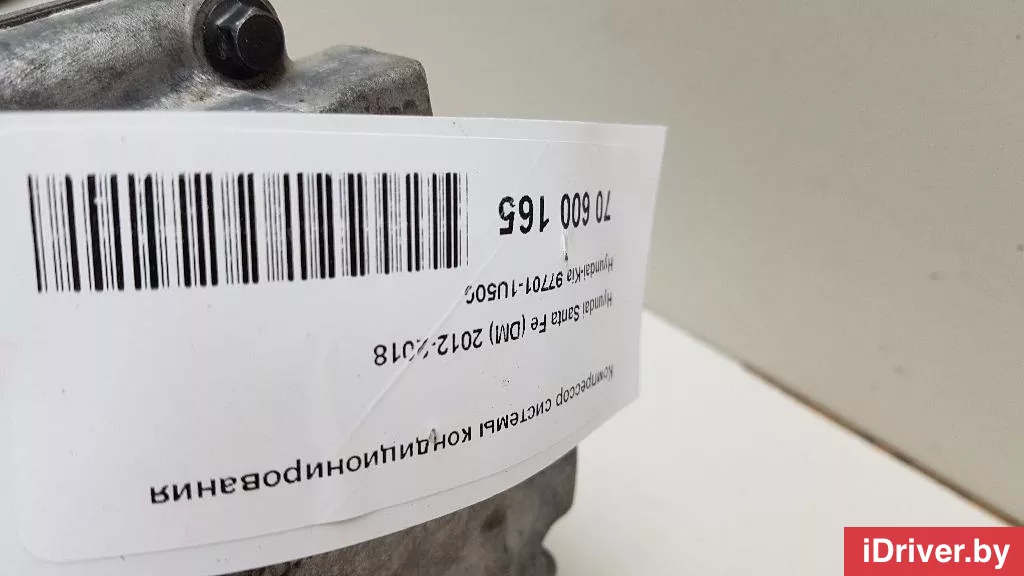 Компрессор системы кондиционирования
Hyundai Santa Fe (DM) 2012-2018
Hyundai-Kia 97701-1U500
70 600 165
iDriver.by